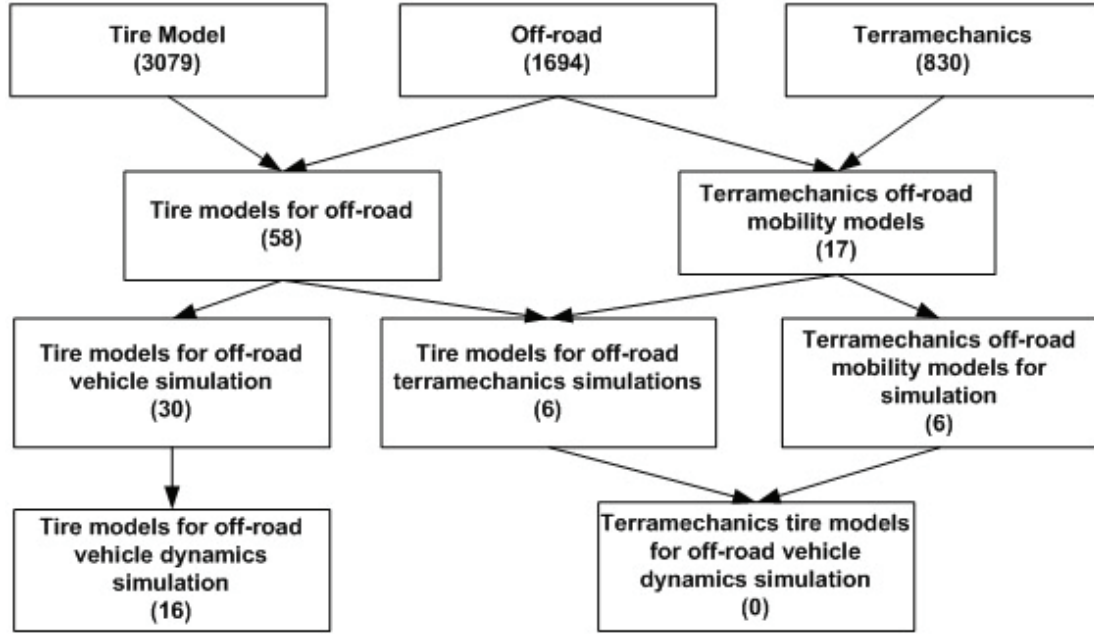 Tire Model
(3079)
Off-road
(1694)
Terramechanics
(830)
Tire models for off-road
(58)
Terramechanics off-road
mobility models
(17)
Tire models for off-road
vehicle simulation
(30)
Tire models for off-road
terramechanics simulations
(6)
Terramechanics off-road
mobility models for
simulation
(6)
Tire models for off-road
vehicle dynamics
simulation
(16)
Terramechanics tire models
for off-road vehicle
dynamics simulation
(0)